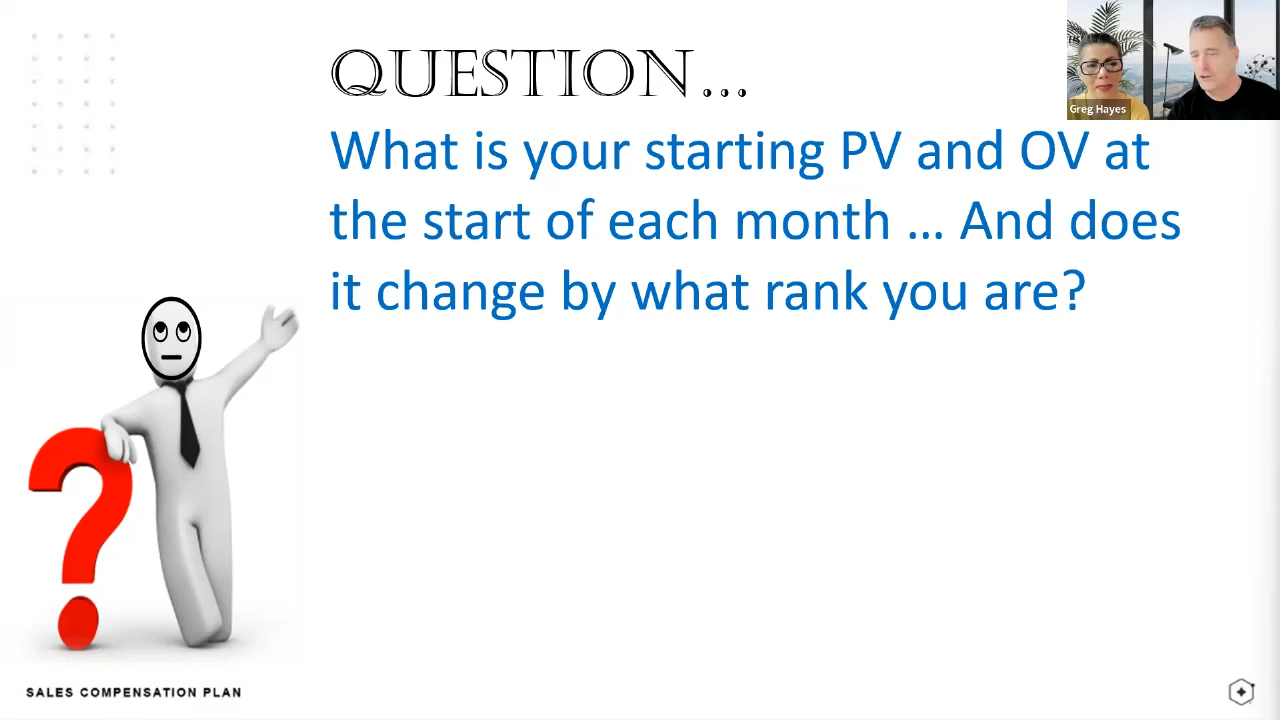 QUESTION...
What is your starting PV and OV at
the start of each month ... And does
it change by what rank you are?
Greg Hayes
SALES COMPENSATION PLAN